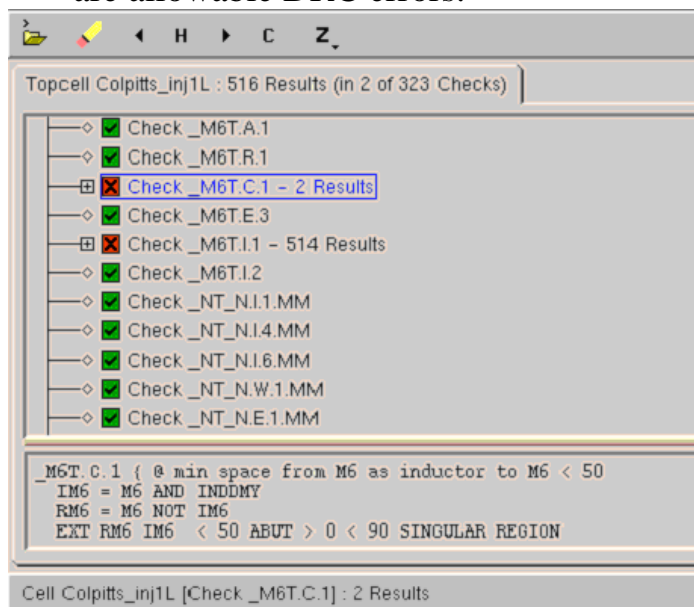 are allowable DRC errors.
H C Z
Topcell Colpitts_inj1L : 516 Results (in 2 of 323 Checks)
Check _M6T.A.1
Check _M6T.R.1
Check _M6T.C.1 - 2 Results
Check _M6T.E.3
Check _M6T.I.1 - 514 Results
Check _M6T.I.2
Check _NT_N.I.1.MM
Check _NT_N.I.4.MM
Check _NT_N.I.6.MM
Check _NT_N.W.1.MM
Check _NT_N.E.1.MM
_M6T.C.1 { @ min space from M6 as inductor to M6 < 50
IM6 = M6 AND INDDMY
RM6 = M6 NOT IM6
EXT RM6 IM6 < 50 ABUT > 0 < 90 SINGULAR REGION
Cell Colpitts_inj1L [Check _M6T.C.1] : 2 Results